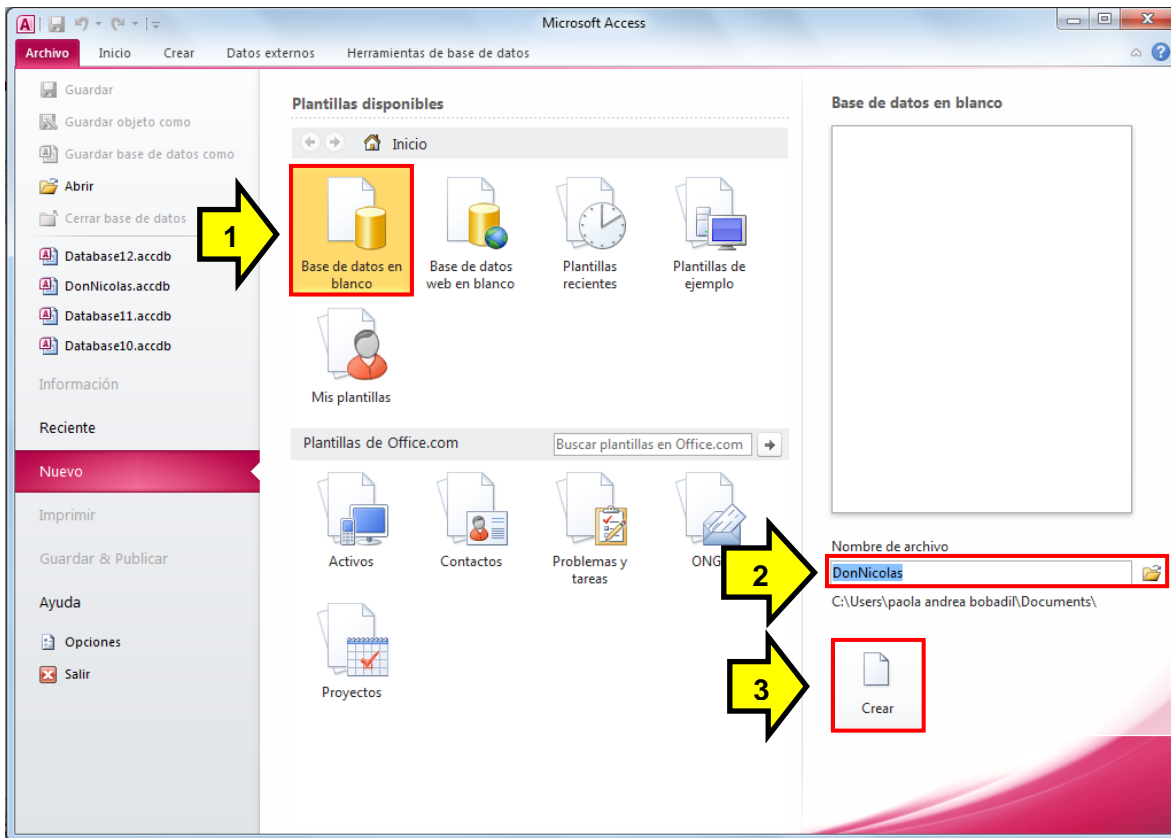 Microsoft Access
Archivo Inicio Crear Datos externos Herramientas de base de datos
Guardar
Guardar objeto como
Guardar base de datos como
Abrir
Cerrar base de datos
Database12.accdb
DonNicolas.accdb
Database11.accdb
Database10.accdb
Información
Reciente
Nuevo
Imprimir
Guardar & Publicar
Ayuda
Opciones
Salir
1
Plantillas disponibles
Inicio
Base de datos en
blanco
Base de datos
web en blanco
Plantillas
recientes
Plantillas de
ejemplo
Mis plantillas
Plantillas de Office.com
Buscar plantillas en Office.com
Activos
Contactos
Problemas y
tareas
ONG
Proyectos
Base de datos en blanco
Nombre de archivo
2
DonNicolas
C:\Users\paola andrea bobadil\Documents\
3
Crear